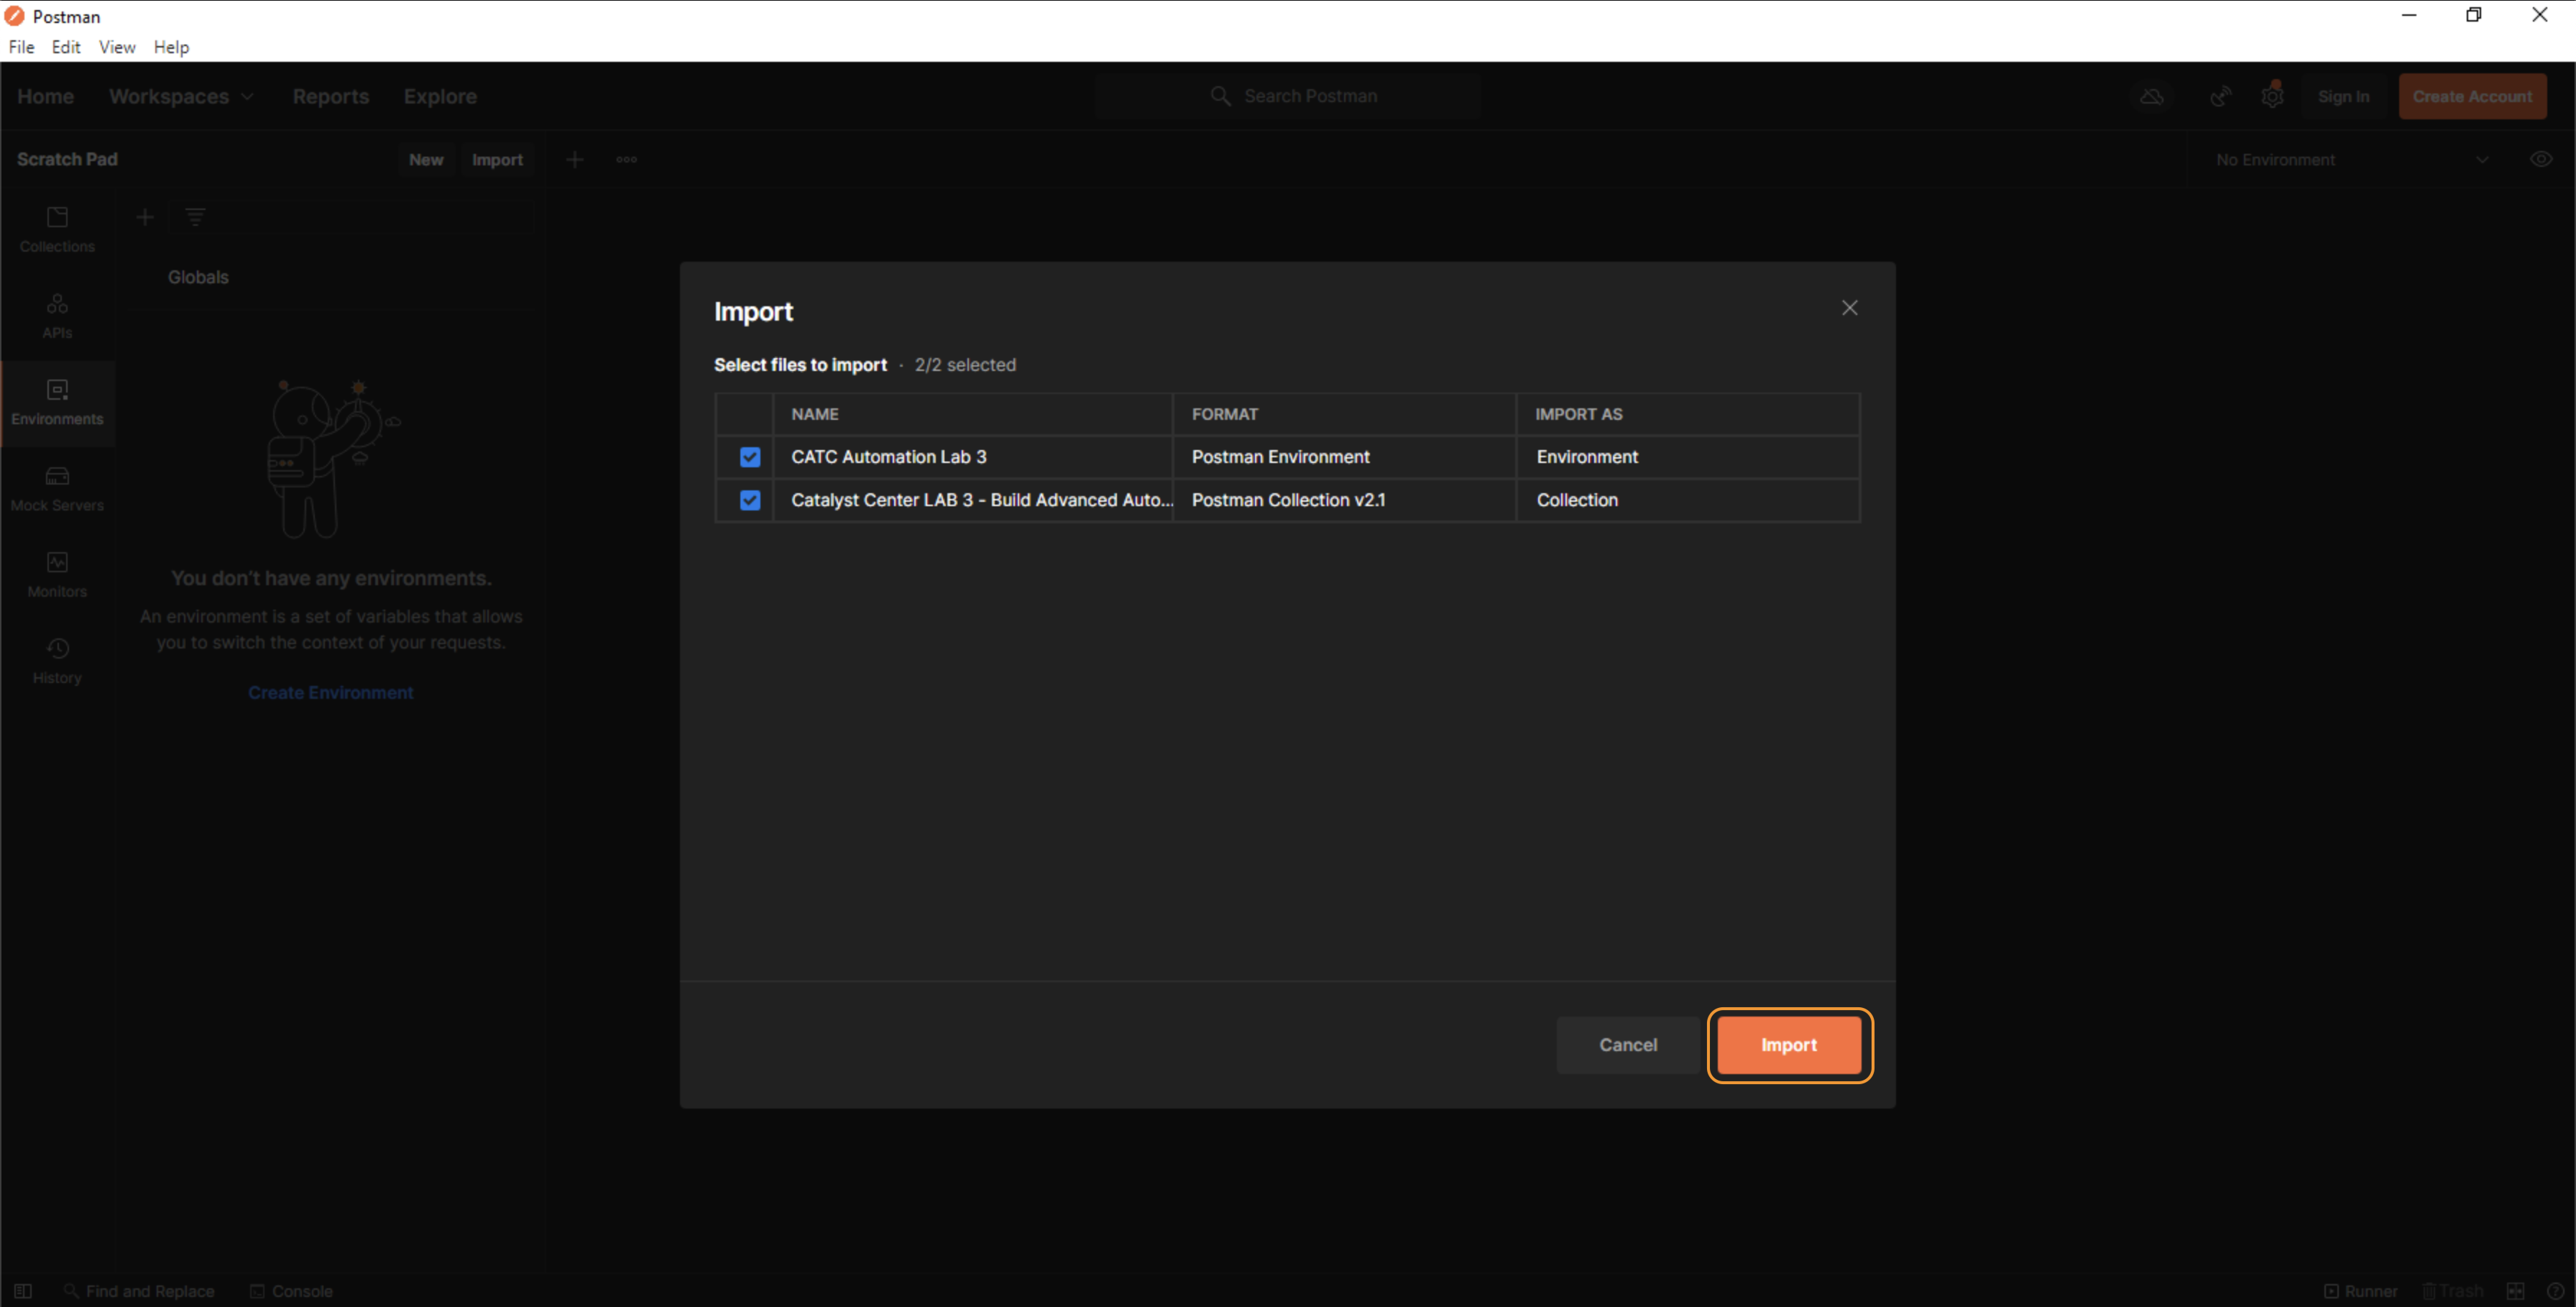 Postman
File Edit View Help
Home Workspaces Reports Explore Search Postman Sign In Create Account
Scratch Pad New Import No Environment
Collections
Globals
APIs
Environments
Mock Servers
Monitors
History
You don't have any environments.
An environment is a set of variables that allows
you to switch the context of your requests.
Create Environment
Import
Select files to import · 2/2 selected
NAME FORMAT IMPORT AS
CATC Automation Lab 3 Postman Environment Environment
Catalyst Center LAB 3 - Build Advanced Auto... Postman Collection v2.1 Collection
Cancel Import
Find and Replace Console Runner Trash